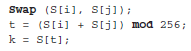 Swap (S[i], S[j]);
t = (S[i] + S[j]) mod 256;
k = S[t];